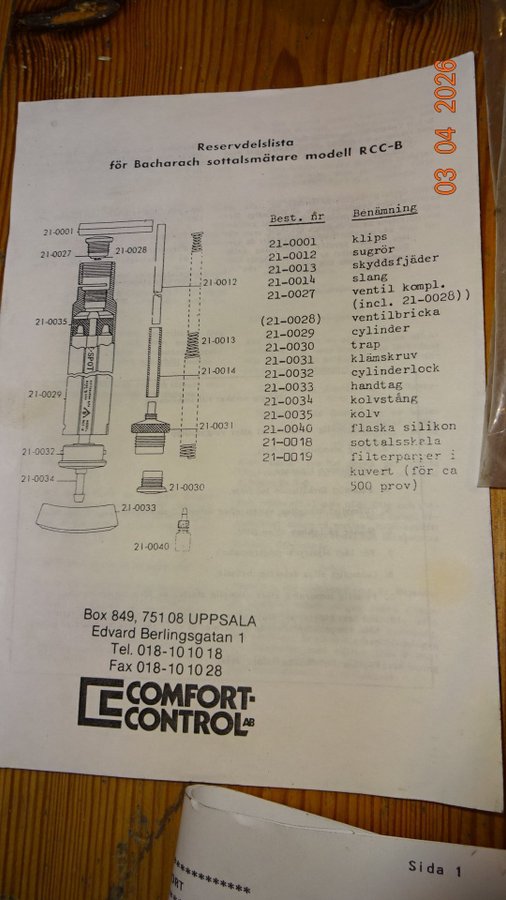 03 04 2026
Reservdelslista
för Bacharach sottalsmätare modell RCC-B
Best. nr Benämning
21-0001 klips
21-0012 sugrör
21-0013 skyddsfjäder
21-0014 slang
21-0027 ventil kompl.
(incl. 21-0028))
(21-0028) ventilbricka
21-0029 cylinder
21-0030 trap
21-0031 klämskruv
21-0032 cylinderlock
21-0033 handtag
21-0034 kolvstång
21-0035 kolv
21-0040 flaska silikon
21-0018 sottalsskala
21-0019 filterpapper i
kuvert (för ca
500 prov)
21-0001
21-0027
21-0028
21-0012
21-0035
21-0013
21-0014
21-0029
21-0031
21-0032
21-0034
21-0030
21-0033
21-0040
SPOT
Box 849, 751 08 UPPSALA
Edvard Berlingsgatan 1
Tel. 018-10 10 18
Fax 018-10 10 28
COMFORT-
CONTROL AB
Sida 1
************
ORT